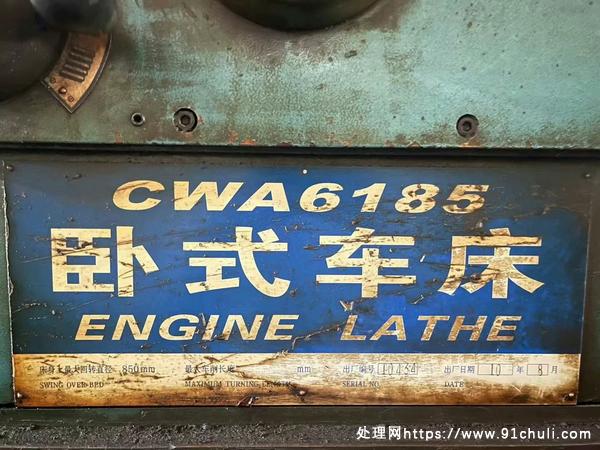 CWA6185
卧式车床
ENGINE LATHE
床身上最大回转直径 850mm 最大车削长度 mm 出厂编号 10434 出厂日期 10 年 8 月
SWING OVER BED MAXIMUM TURNING LENGTH SERIAL NO. DATE
处理网https://www.91chuli.com/